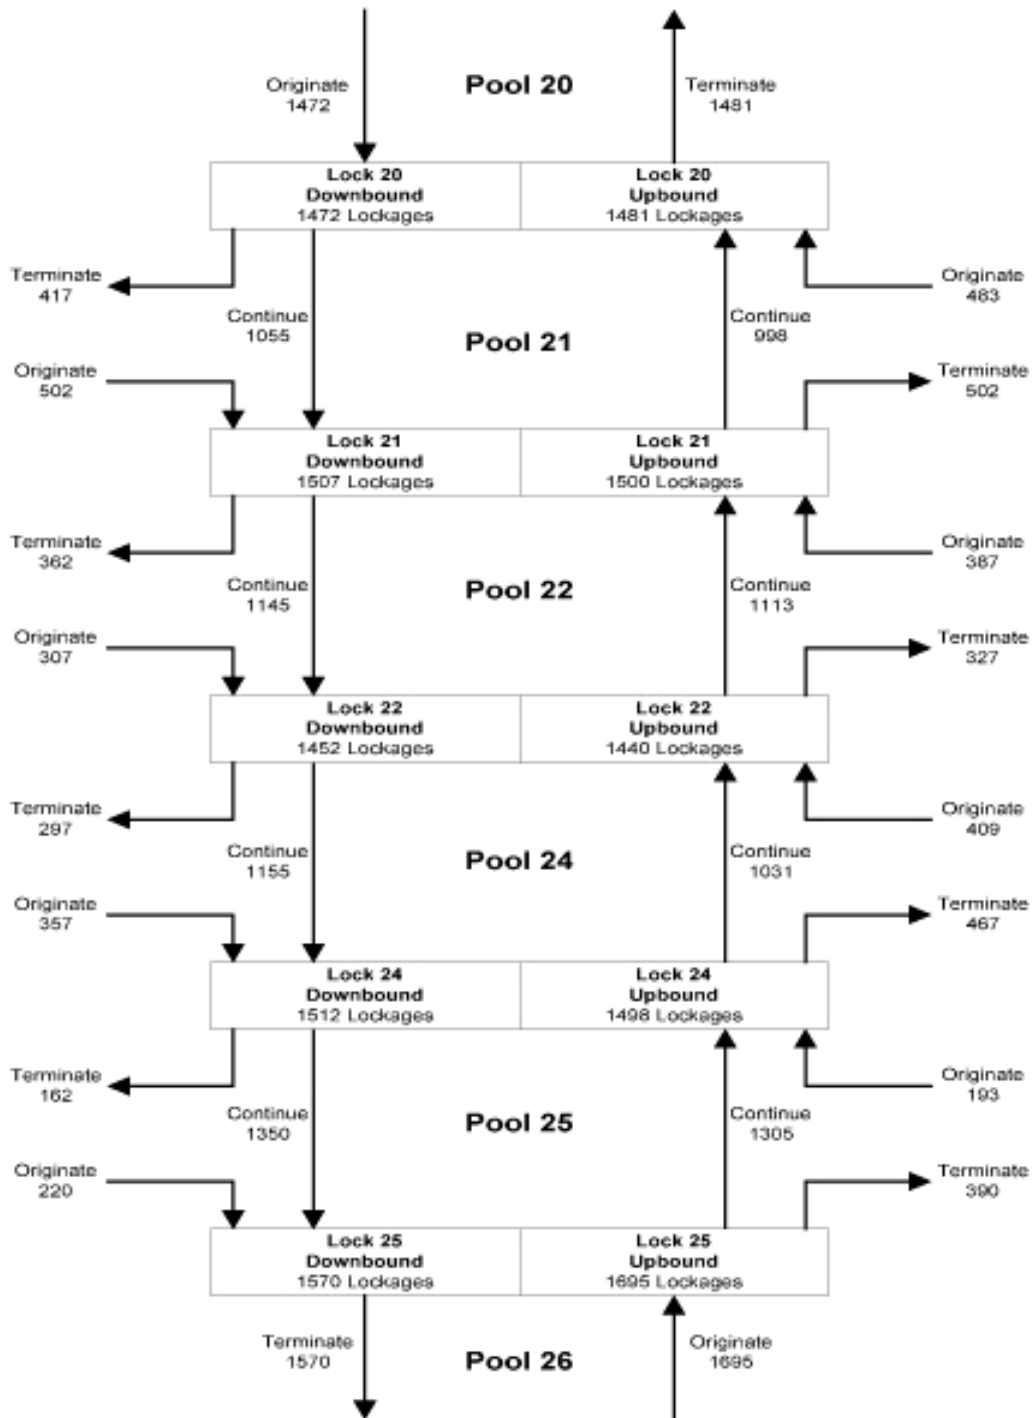 Originate
1472
Pool 20
Terminate
1481
Lock 20
Downbound
1472 Lockages
Lock 20
Upbound
1481 Lockages
Terminate
417
Originate
483
Continue
1055
Pool 21
Continue
998
Originate
502
Terminate
502
Lock 21
Downbound
1507 Lockages
Lock 21
Upbound
1500 Lockages
Terminate
362
Originate
387
Continue
1145
Pool 22
Continue
1113
Originate
307
Terminate
327
Lock 22
Downbound
1452 Lockages
Lock 22
Upbound
1440 Lockages
Terminate
297
Originate
409
Continue
1155
Pool 24
Continue
1031
Originate
357
Terminate
467
Lock 24
Downbound
1512 Lockages
Lock 24
Upbound
1498 Lockages
Terminate
162
Originate
193
Continue
1350
Pool 25
Continue
1305
Originate
220
Terminate
390
Lock 25
Downbound
1570 Lockages
Lock 25
Upbound
1695 Lockages
Terminate
1570
Pool 26
Originate
1695